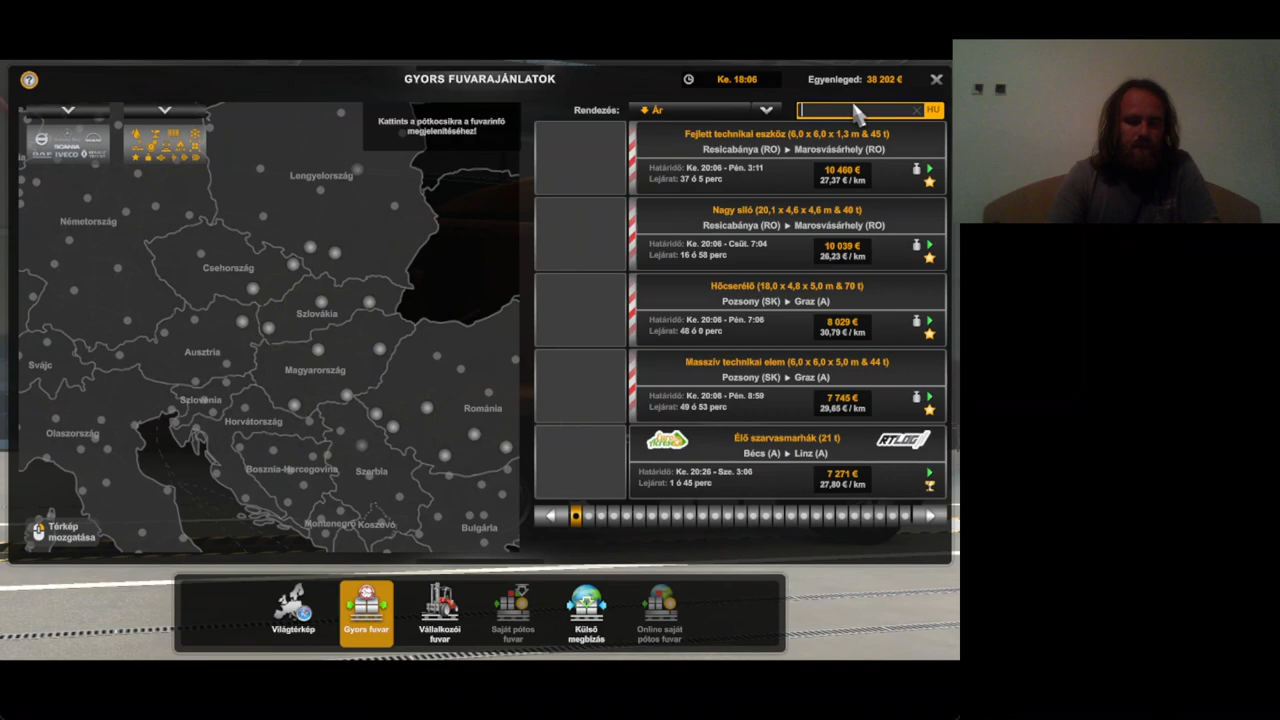 GYORS FUVARAJÁNLATOK
Ke. 18:06
Egyenleged: 38 202 €
Kattints a pótkocsikra a fuvarinfó
megjelenítéséhez!
Rendezés:
Ár
HU
SCANIA
IVECO
Lengyelország
Németország
Csehország
Szlovákia
Ausztria
Magyarország
Svájc
Szlovénia
Horvátország
Románia
Olaszország
Bosznia-Hercegovina
Szerbia
Montenegró
Koszovó
Bulgária
Térkép
mozgatása
Fejlett technikai eszköz (6,0 x 6,0 x 1,3 m & 45 t)
Resicabánya (RO) Marosvásárhely (RO)
Határidő: Ke. 20:06 - Pén. 3:11
Lejárat: 37 ó 5 perc
10 460 €
27,37 € / km
Nagy siló (20,1 x 4,6 x 4,6 m & 40 t)
Resicabánya (RO) Marosvásárhely (RO)
Határidő: Ke. 20:06 - Csüt. 7:04
Lejárat: 16 ó 58 perc
10 039 €
26,23 € / km
Hőcserélő (18,0 x 4,8 x 5,0 m & 70 t)
Pozsony (SK) Graz (A)
Határidő: Ke. 20:06 - Pén. 7:06
Lejárat: 48 ó 0 perc
8 029 €
30,79 € / km
Masszív technikai elem (6,0 x 6,0 x 5,0 m & 44 t)
Pozsony (SK) Graz (A)
Határidő: Ke. 20:06 - Pén. 8:59
Lejárat: 49 ó 53 perc
7 745 €
29,65 € / km
Élő szarvasmarhák (21 t)
RTLOG
Bécs (A) Linz (A)
Határidő: Ke. 20:26 - Sze. 3:06
Lejárat: 1 ó 45 perc
7 271 €
27,80 € / km
Világtérkép
Gyors fuvar
Vállalkozói
fuvar
Saját pótos
fuvar
Külső
megbízás
Online saját
pótos fuvar